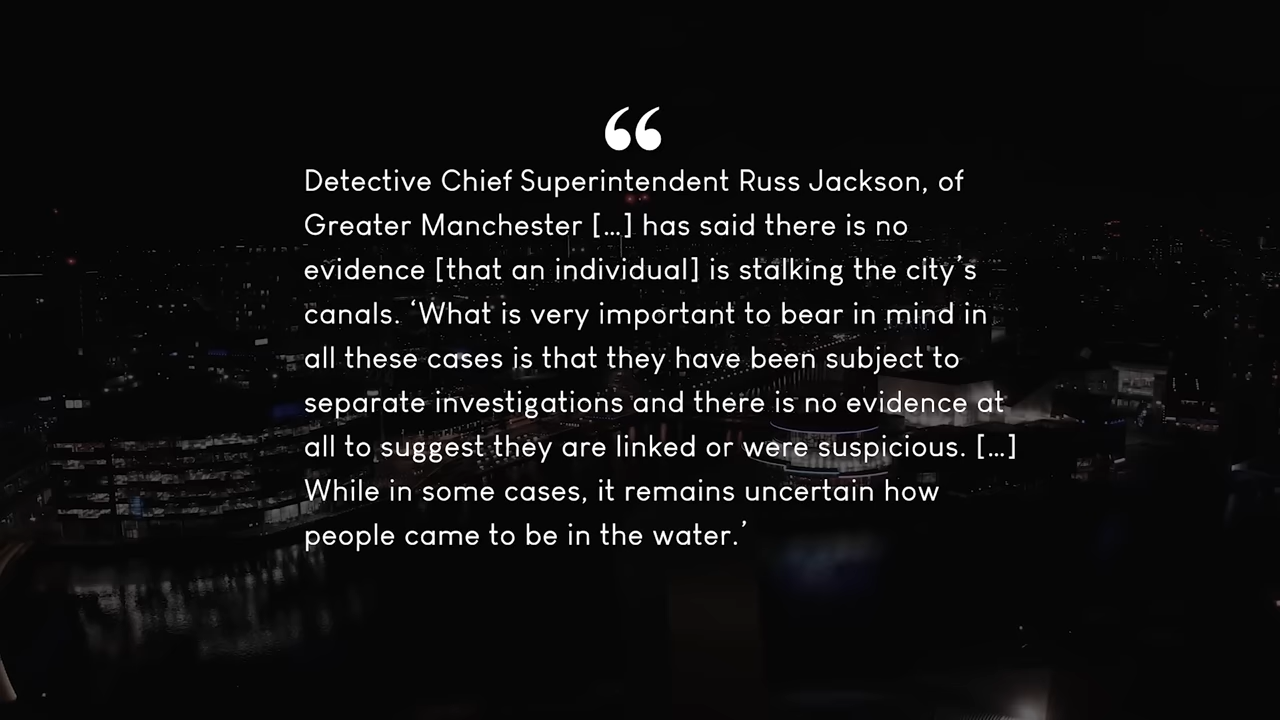 “
Detective Chief Superintendent Russ Jackson, of
Greater Manchester [...] has said there is no
evidence [that an individual] is stalking the city’s
canals. ‘What is very important to bear in mind in
all these cases is that they have been subject to
separate investigations and there is no evidence at
all to suggest they are linked or were suspicious. [...]
While in some cases, it remains uncertain how
people came to be in the water.’